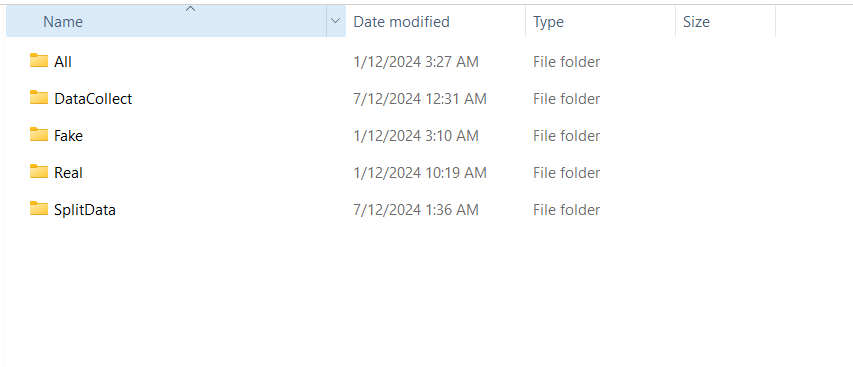 Name Date modified Type Size
All 1/12/2024 3:27 AM File folder
DataCollect 7/12/2024 12:31 AM File folder
Fake 1/12/2024 3:10 AM File folder
Real 1/12/2024 10:19 AM File folder
SplitData 7/12/2024 1:36 AM File folder